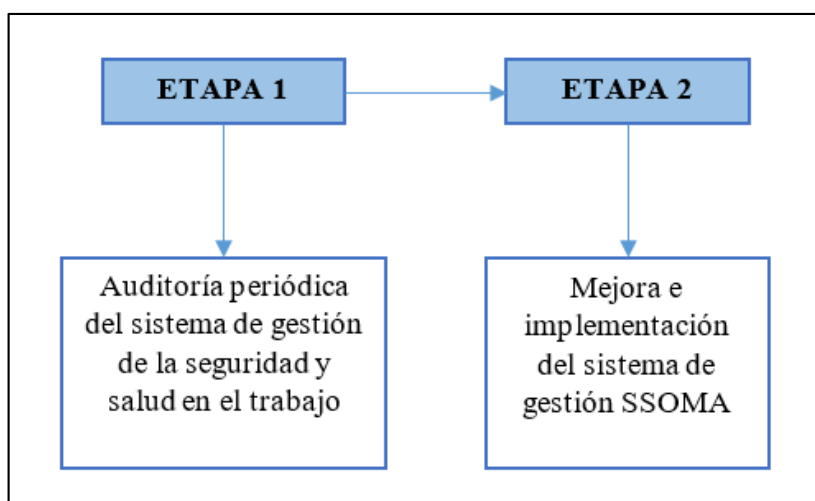 ETAPA 1
ETAPA 2
Auditoría periódica
del sistema de gestión
de la seguridad y
salud en el trabajo
Mejora e
implementación
del sistema de
gestión SSOMA